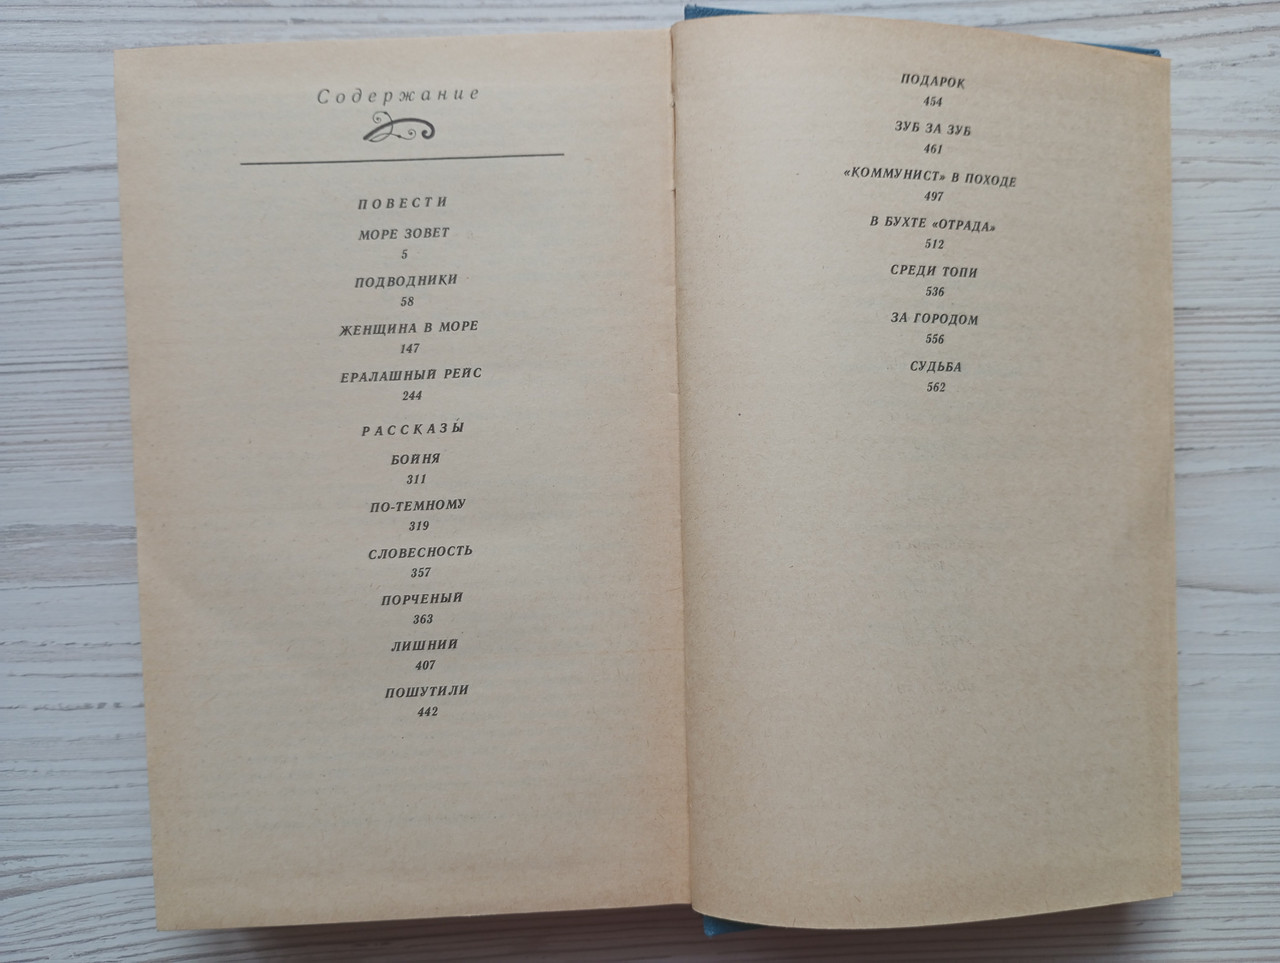 Содержание
ПОВЕСТИ
МОРЕ ЗОВЕТ
5
ПОДВОДНИКИ
58
ЖЕНЩИНА В МОРЕ
147
ЕРАЛАШНЫЙ РЕЙС
244
РАССКАЗЫ
БОЙНЯ
311
ПО-ТЕМНОМУ
319
СЛОВЕСНОСТЬ
357
ПОРЧЕНЫЙ
363
ЛИШНИЙ
407
ПОШУТИЛИ
442
ПОДАРОК
454
ЗУБ ЗА ЗУБ
461
«КОММУНИСТ» В ПОХОДЕ
497
В БУХТЕ «ОТРАДА»
512
СРЕДИ ТОПИ
536
ЗА ГОРОДОМ
556
СУДЬБА
562